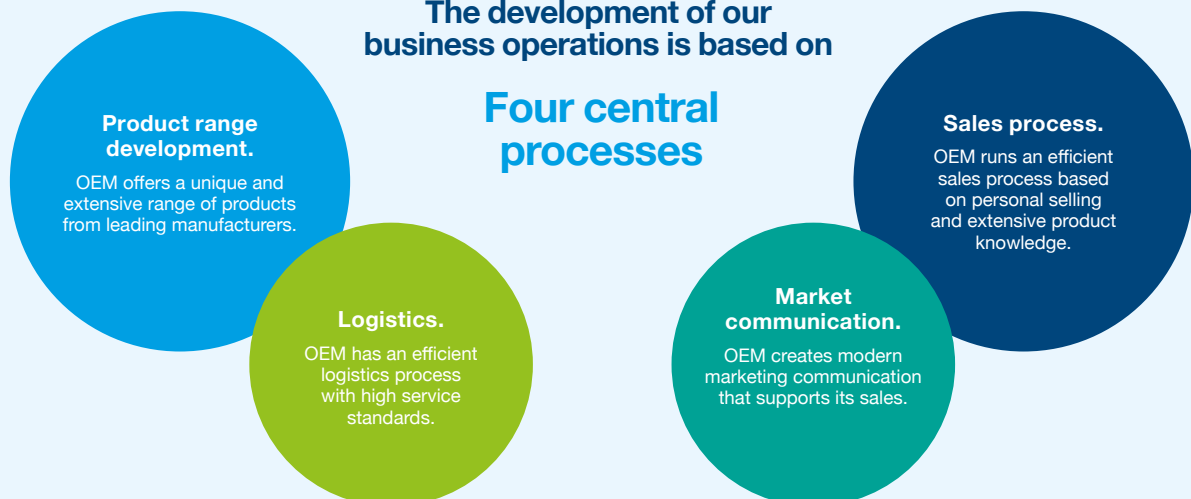 The development of our
business operations is based on
Four central
processes
Product range
development.
OEM offers a unique and
extensive range of products
from leading manufacturers.
Logistics.
OEM has an efficient
logistics process
with high service
standards.
Market
communication.
OEM creates modern
marketing communication
that supports its sales.
Sales process.
OEM runs an efficient
sales process based
on personal selling
and extensive product
knowledge.